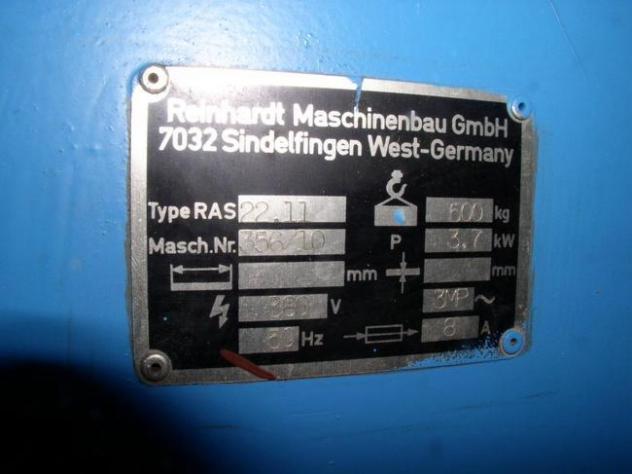 Reinhardt Maschinenbau GmbH
7032 Sindelfingen West-Germany
Type RAS 22.11 600 kg
Masch.Nr. 356/10 P 3.7 kW
mm mm
380 V 3MP ~
50 Hz 8 A